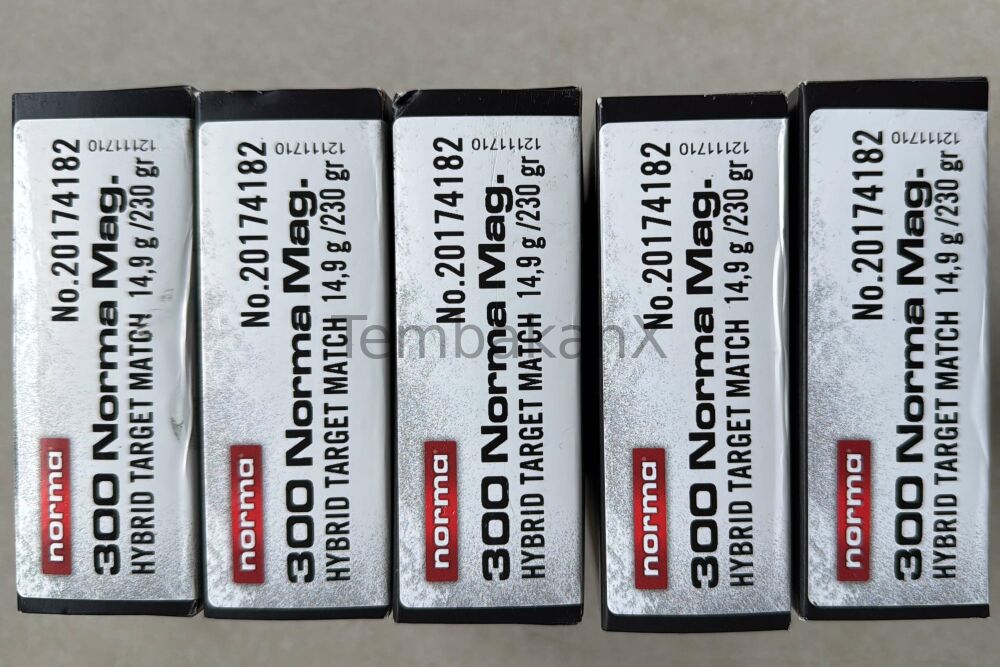 norma
No.20174182
300 Norma Mag.
12111710
HYBRID TARGET MATCH 14,9 g /230 gr
norma
No.20174182
300 Norma Mag.
12111710
HYBRID TARGET MATCH 14,9 g /230 gr
norma
No.20174182
300 Norma Mag.
12111710
HYBRID TARGET MATCH 14,9 g /230 gr
norma
No.20174182
300 Norma Mag.
12111710
HYBRID TARGET MATCH 14,9 g /230 gr
norma
No.20174182
300 Norma Mag.
12111710
HYBRID TARGET MATCH 14,9 g /230 gr
TembakanX